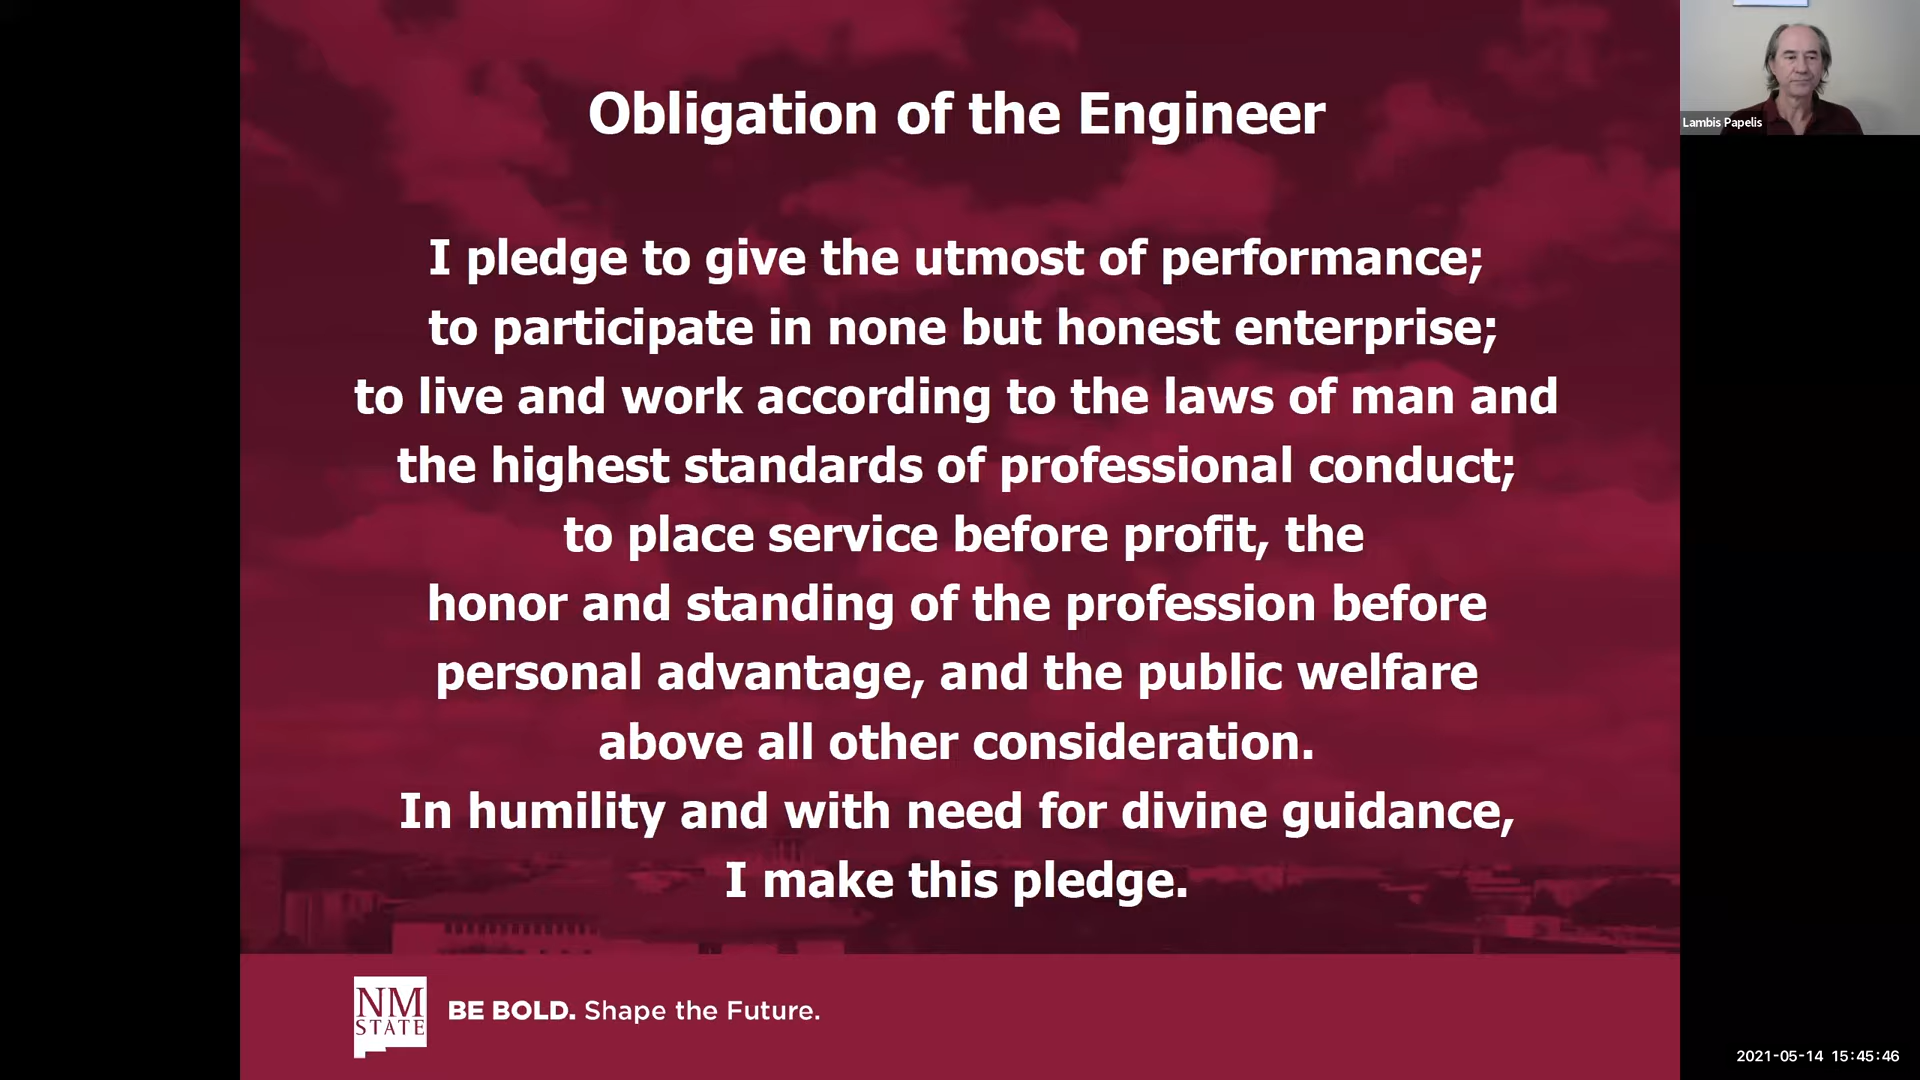 Obligation of the Engineer
I pledge to give the utmost of performance;
to participate in none but honest enterprise;
to live and work according to the laws of man and
the highest standards of professional conduct;
to place service before profit, the
honor and standing of the profession before
personal advantage, and the public welfare
above all other consideration.
In humility and with need for divine guidance,
I make this pledge.
NM
STATE
BE BOLD. Shape the Future.
Lambis Papelis
2021-05-14 15:45:46